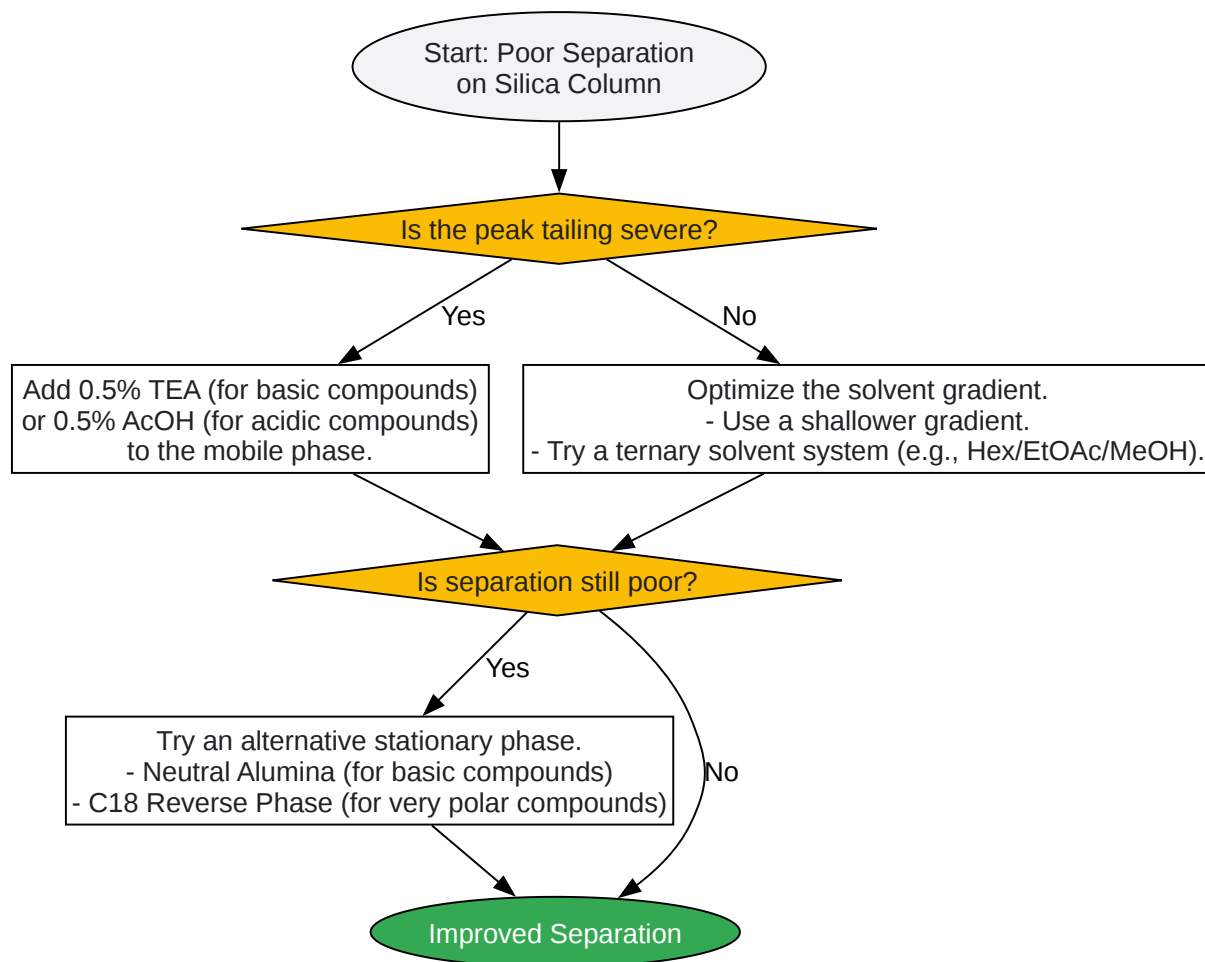 Start: Poor Separation
on Silica Column
Is the peak tailing severe?
Yes
No
Add 0.5% TEA (for basic compounds)
or 0.5% AcOH (for acidic compounds)
to the mobile phase.
Optimize the solvent gradient.
- Use a shallower gradient.
- Try a ternary solvent system (e.g., Hex/EtOAc/MeOH).
Is separation still poor?
Yes
Try an alternative stationary phase.
- Neutral Alumina (for basic compounds)
- C18 Reverse Phase (for very polar compounds)
No
Improved Separation